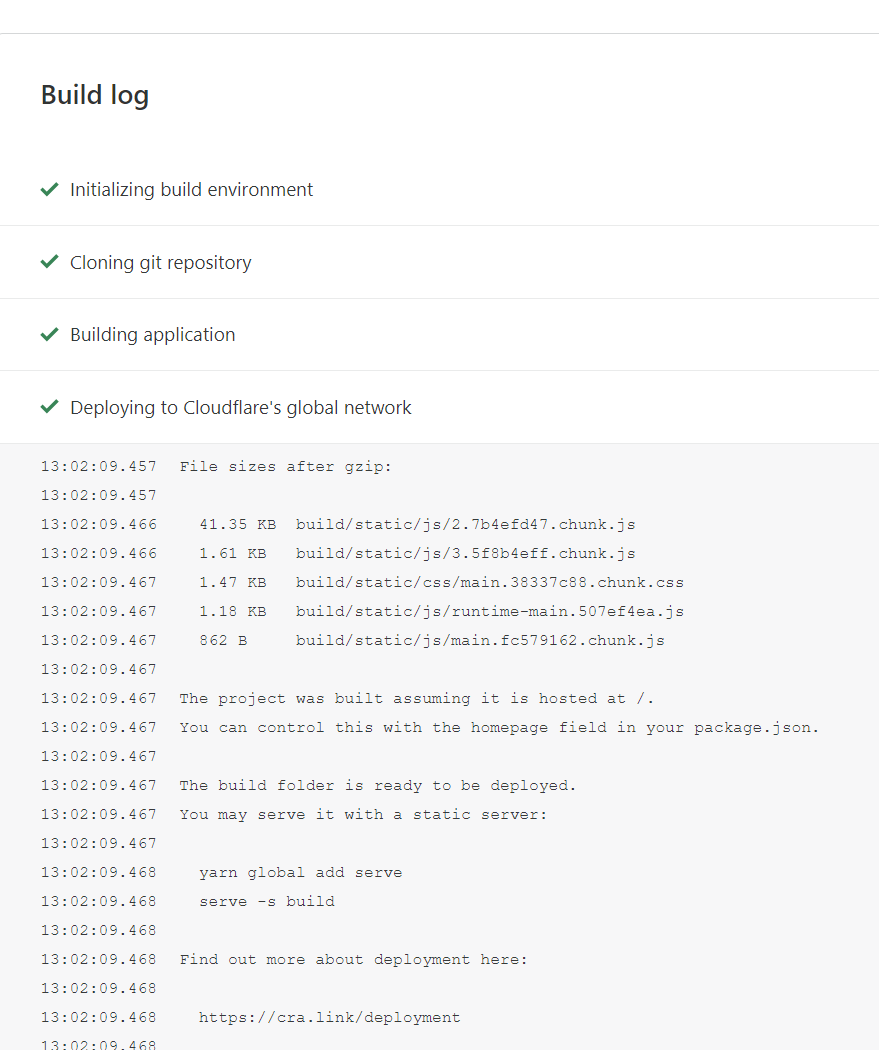 Build log
Initializing build environment
Cloning git repository
Building application
Deploying to Cloudflare's global network
13:02:09.457 File sizes after gzip:
13:02:09.457
13:02:09.466 41.35 KB build/static/js/2.7b4efd47.chunk.js
13:02:09.466 1.61 KB build/static/js/3.5f8b4eff.chunk.js
13:02:09.467 1.47 KB build/static/css/main.38337c88.chunk.css
13:02:09.467 1.18 KB build/static/js/runtime-main.507ef4ea.js
13:02:09.467 862 B build/static/js/main.fc579162.chunk.js
13:02:09.467
13:02:09.467 The project was built assuming it is hosted at /.
13:02:09.467 You can control this with the homepage field in your package.json.
13:02:09.467
13:02:09.467 The build folder is ready to be deployed.
13:02:09.467 You may serve it with a static server:
13:02:09.467
13:02:09.468 yarn global add serve
13:02:09.468 serve -s build
13:02:09.468
13:02:09.468 Find out more about deployment here:
13:02:09.468
13:02:09.468 https://cra.link/deployment
13:02:09.468